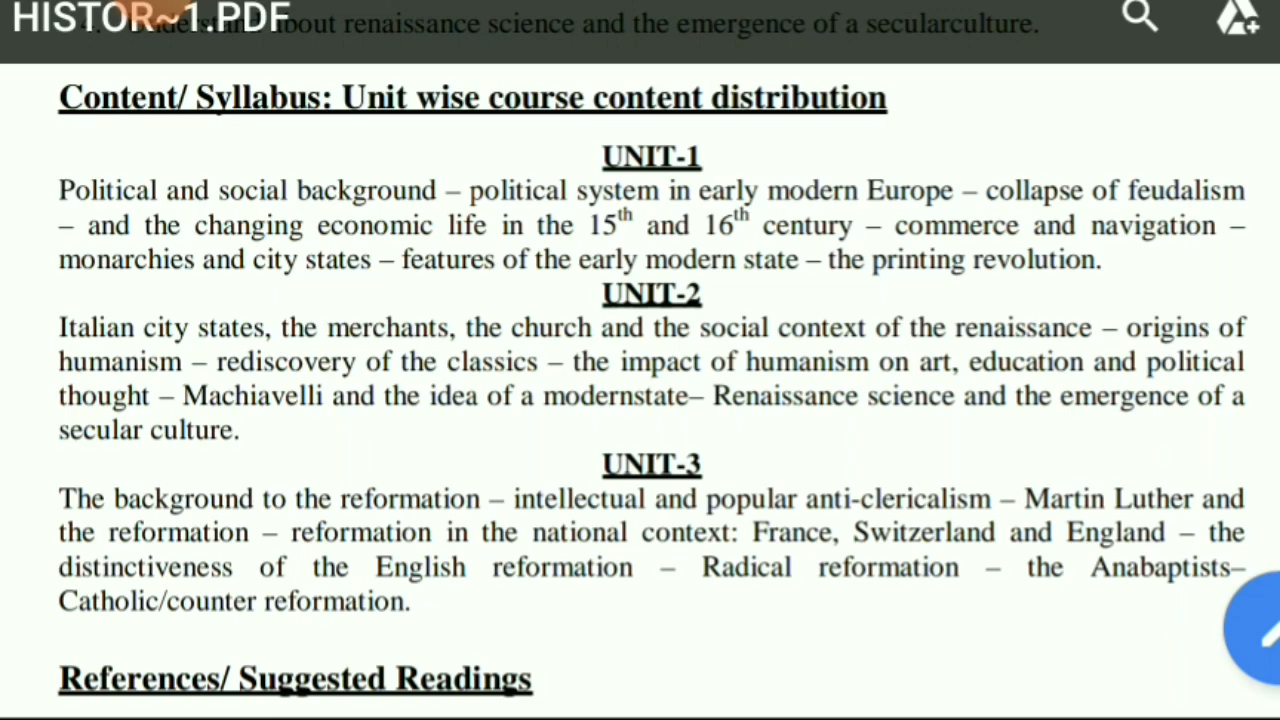 HISTOR~1.PDF
about renaissance science and the emergence of a secularculture.
Content/ Syllabus: Unit wise course content distribution
UNIT-1
Political and social background – political system in early modern Europe – collapse of feudalism
– and the changing economic life in the 15th and 16th century – commerce and navigation –
monarchies and city states – features of the early modern state – the printing revolution.
UNIT-2
Italian city states, the merchants, the church and the social context of the renaissance – origins of
humanism – rediscovery of the classics – the impact of humanism on art, education and political
thought – Machiavelli and the idea of a modernstate– Renaissance science and the emergence of a
secular culture.
UNIT-3
The background to the reformation – intellectual and popular anti-clericalism – Martin Luther and
the reformation – reformation in the national context: France, Switzerland and England – the
distinctiveness of the English reformation – Radical reformation – the Anabaptists–
Catholic/counter reformation.
References/ Suggested Readings